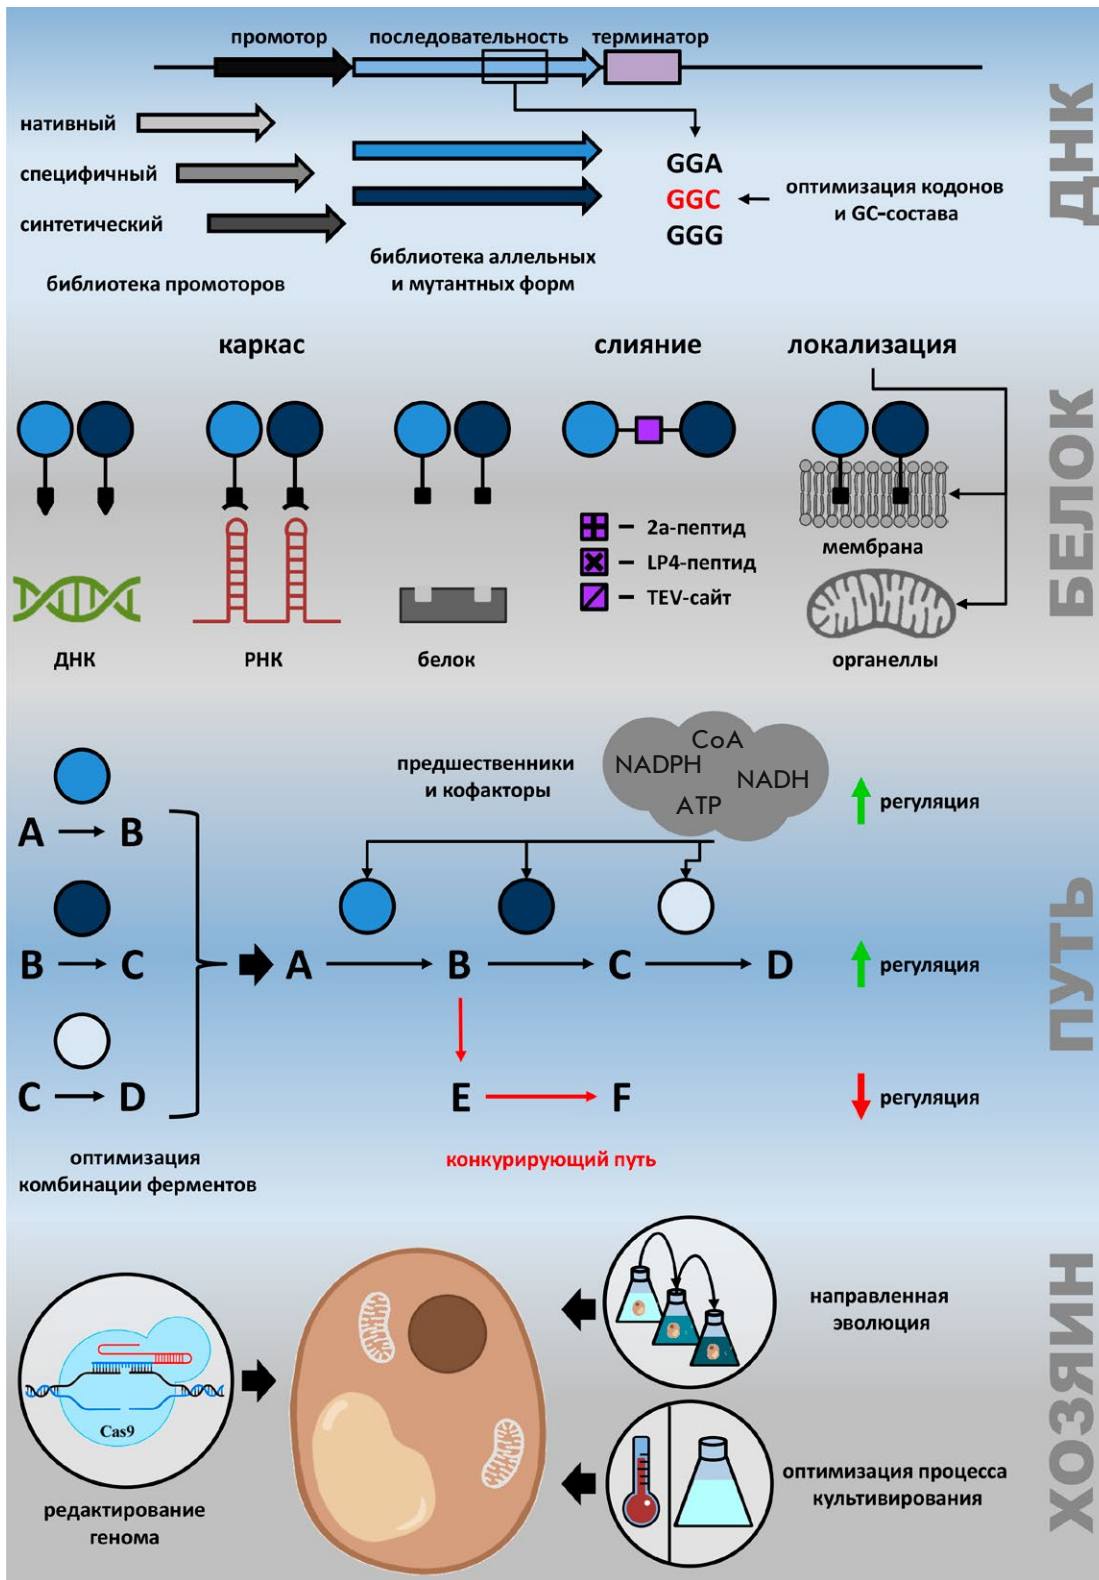 промотор последовательность терминатор
ДНК
нативный
специфичный
синтетический
GGA
GGC
GGG
оптимизация кодонов
и GC-состава
библиотека промоторов
библиотека аллельных
и мутантных форм
каркас слияние локализация
БЕЛОК
2а-пептид
LP4-пептид
TEV-сайт
мембрана
органеллы
ДНК РНК белок
ПУТЬ
предшественники
и кофакторы
CoA
NADPH
NADH
ATP
регуляция
A B
B C
C D
A B C D
регуляция
E F
регуляция
оптимизация
комбинации ферментов
конкурирующий путь
ХОЗЯИН
Cas9
редактирование
генома
направленная
эволюция
оптимизация процесса
культивирования